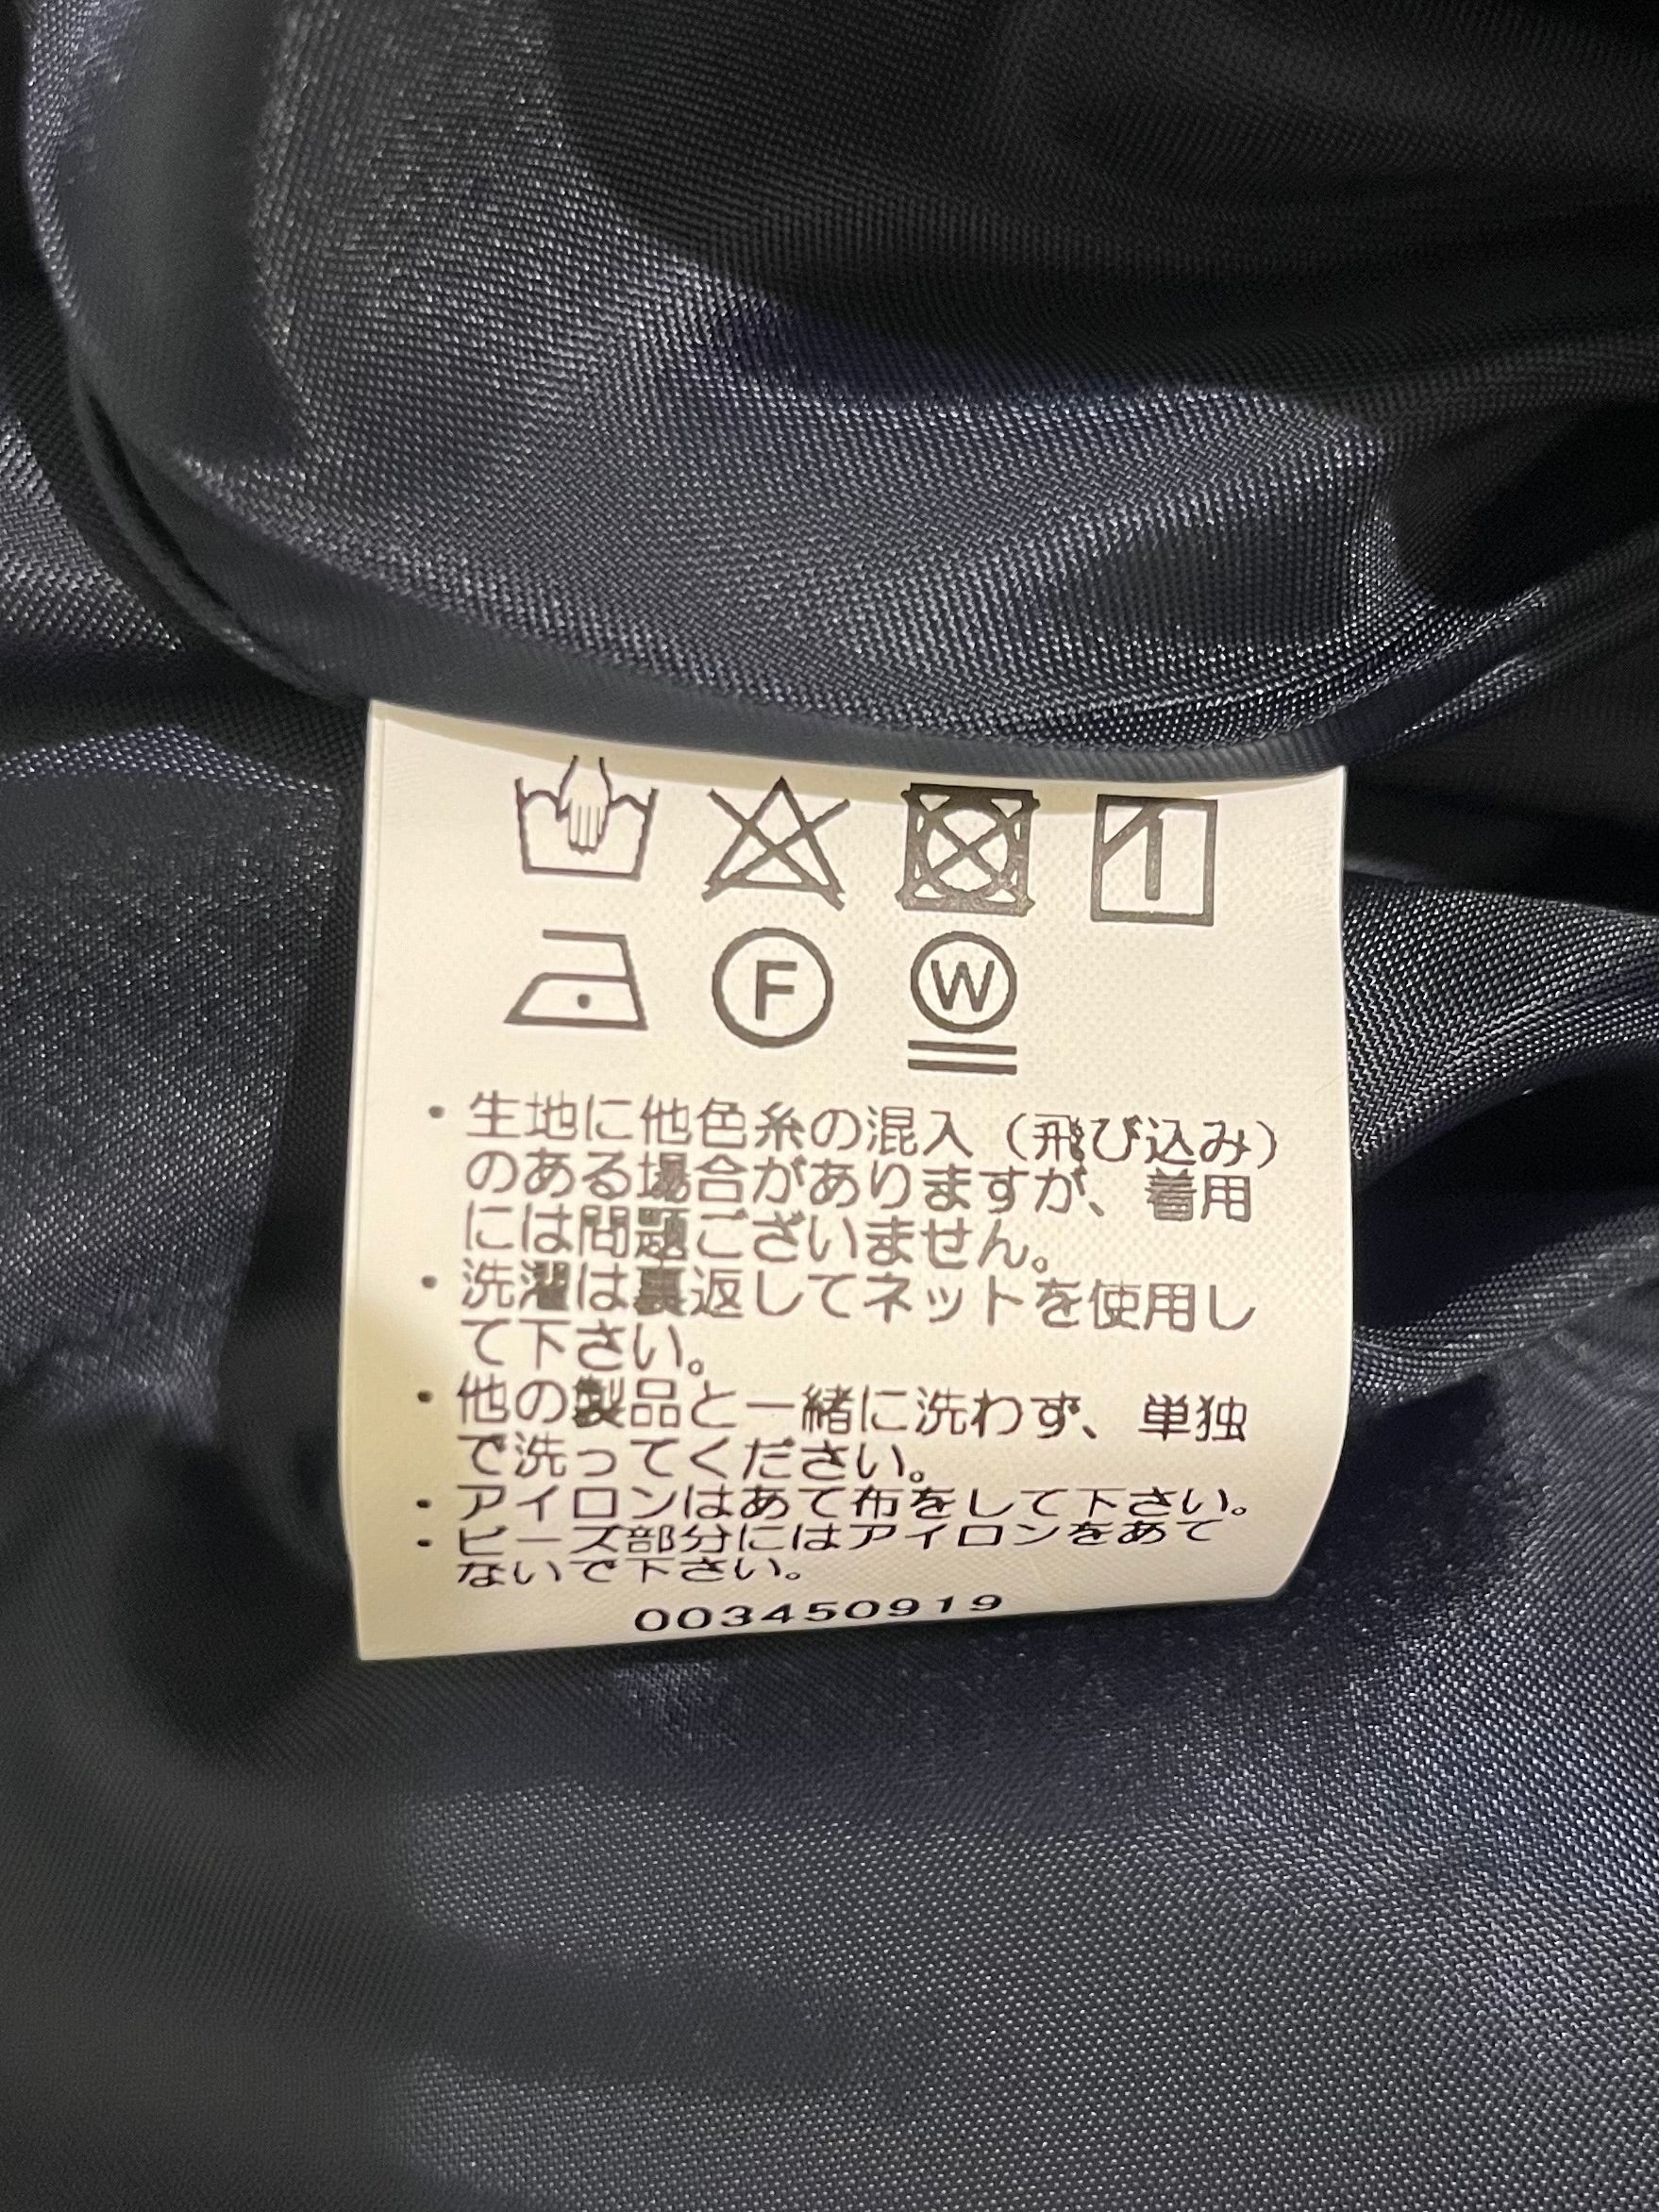 F W
・生地に他色糸の混入（飛び込み）
のある場合がありますが、着用
には問題ございません。
・洗濯は裏返してネットを使用し
て下さい。
・他の製品と一緒に洗わず、単独
で洗ってください。
・アイロンはあて布をして下さい。
・ビーズ部分にはアイロンをあて
ないで下さい。
003450919